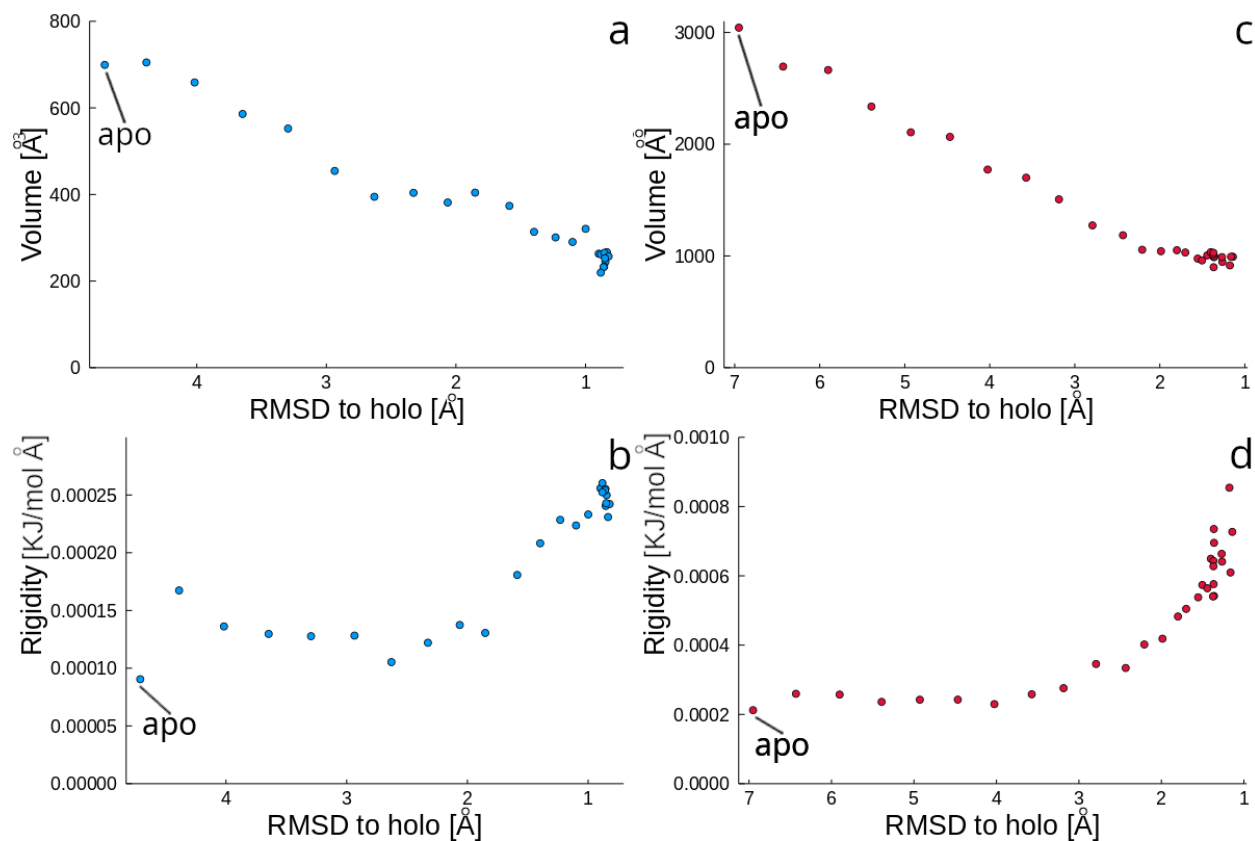 a
800
600
400
200
0
Volume [Å3]
apo
4 3 2 1
RMSD to holo [Å]
c
3000
2000
1000
0
Volume [Å]
apo
7 6 5 4 3 2 1
RMSD to holo [Å]
b
0.00025
0.00020
0.00015
0.00010
0.00005
0.00000
Rigidity [KJ/mol Å]
apo
4 3 2 1
RMSD to holo [Å]
d
0.0010
0.0008
0.0006
0.0004
0.0002
0.0000
Rigidity [KJ/mol Å]
apo
7 6 5 4 3 2 1
RMSD to holo [Å]